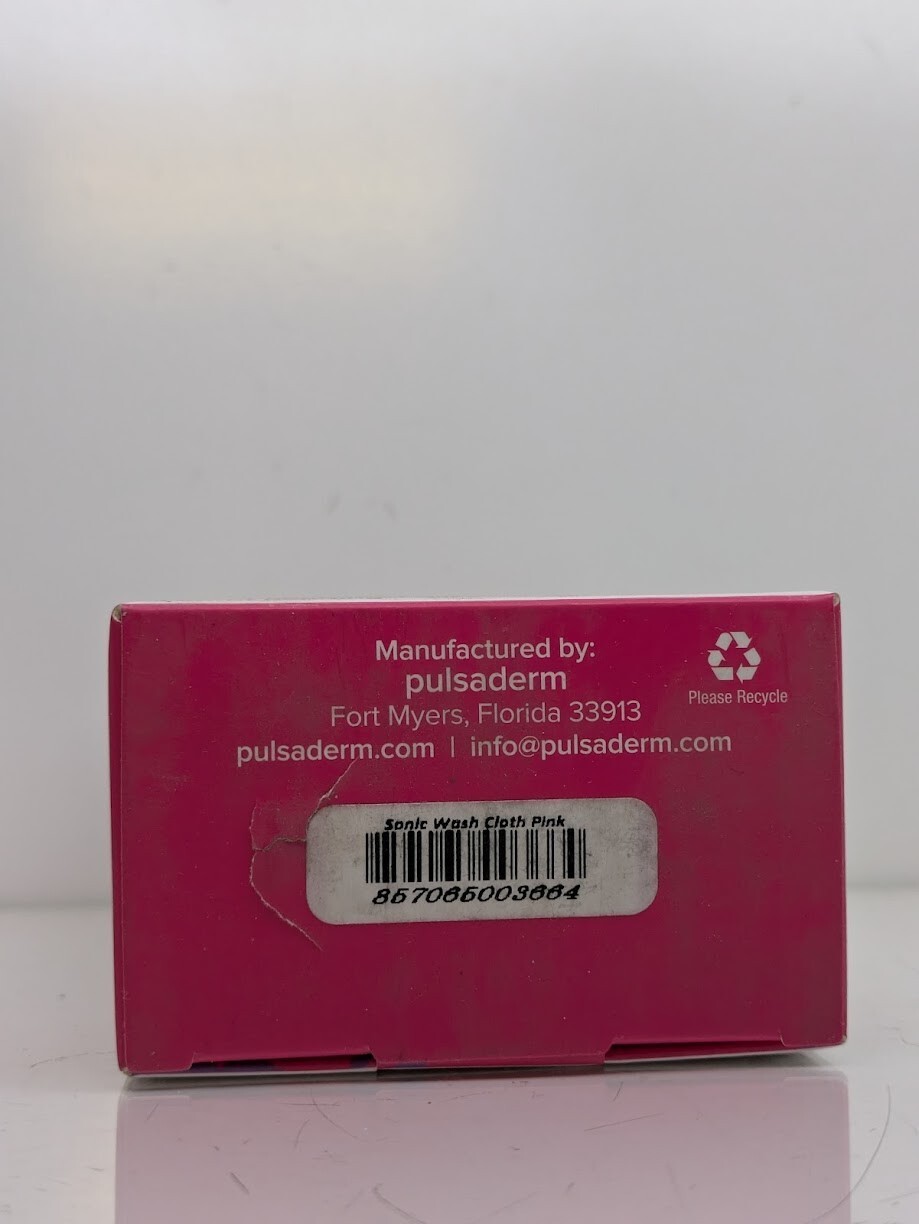 Manufactured by:
pulsaderm
Fort Myers, Florida 33913
pulsaderm.com | info@pulsaderm.com
Please Recycle
Sonic Wash Cloth Pink
857065003664